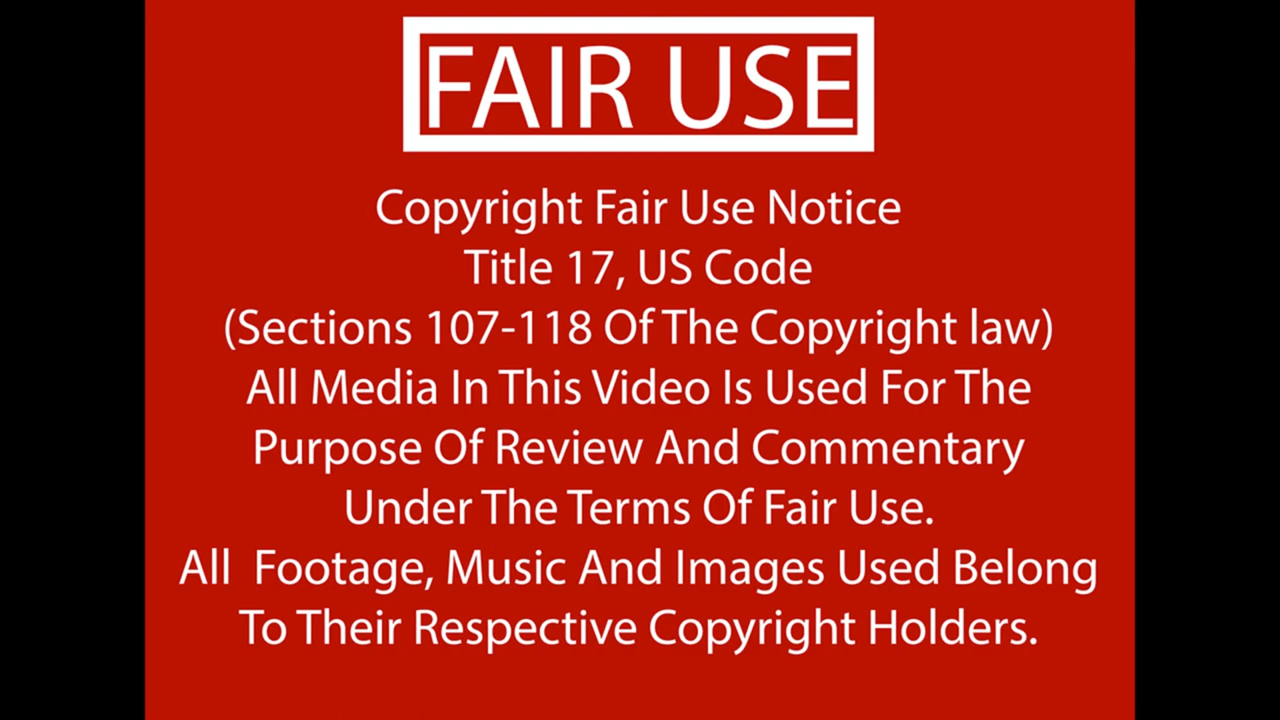 FAIR USE
Copyright Fair Use Notice
Title 17, US Code
(Sections 107-118 Of The Copyright law)
All Media In This Video Is Used For The
Purpose Of Review And Commentary
Under The Terms Of Fair Use.
All  Footage, Music And Images Used Belong
To Their Respective Copyright Holders.